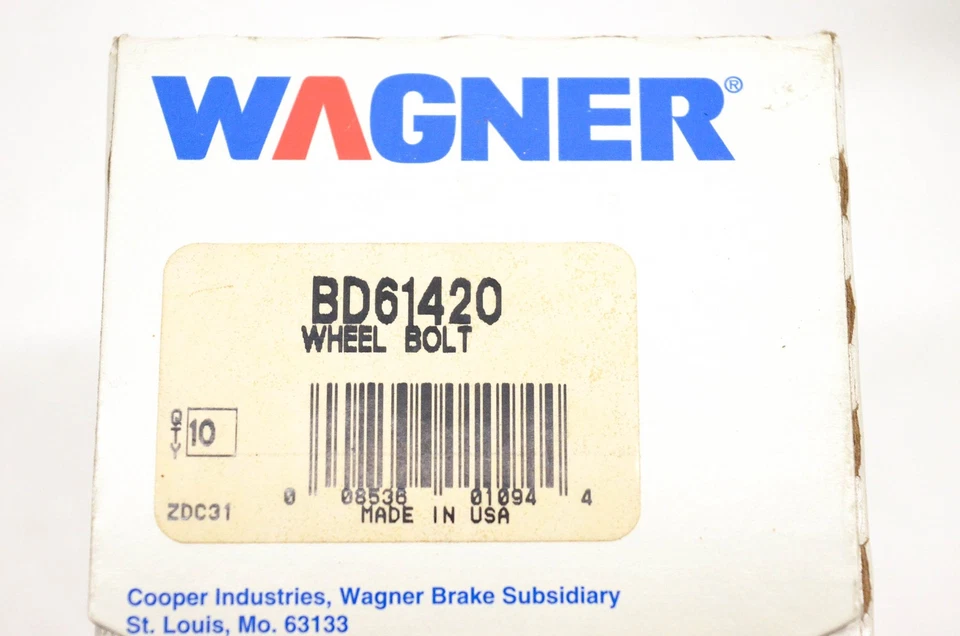 WAGNER®
BD61420
WHEEL BOLT
QTY 10
0 08536 01094 4
ZDC31
MADE IN USA
Cooper Industries, Wagner Brake Subsidiary
St. Louis, Mo. 63133